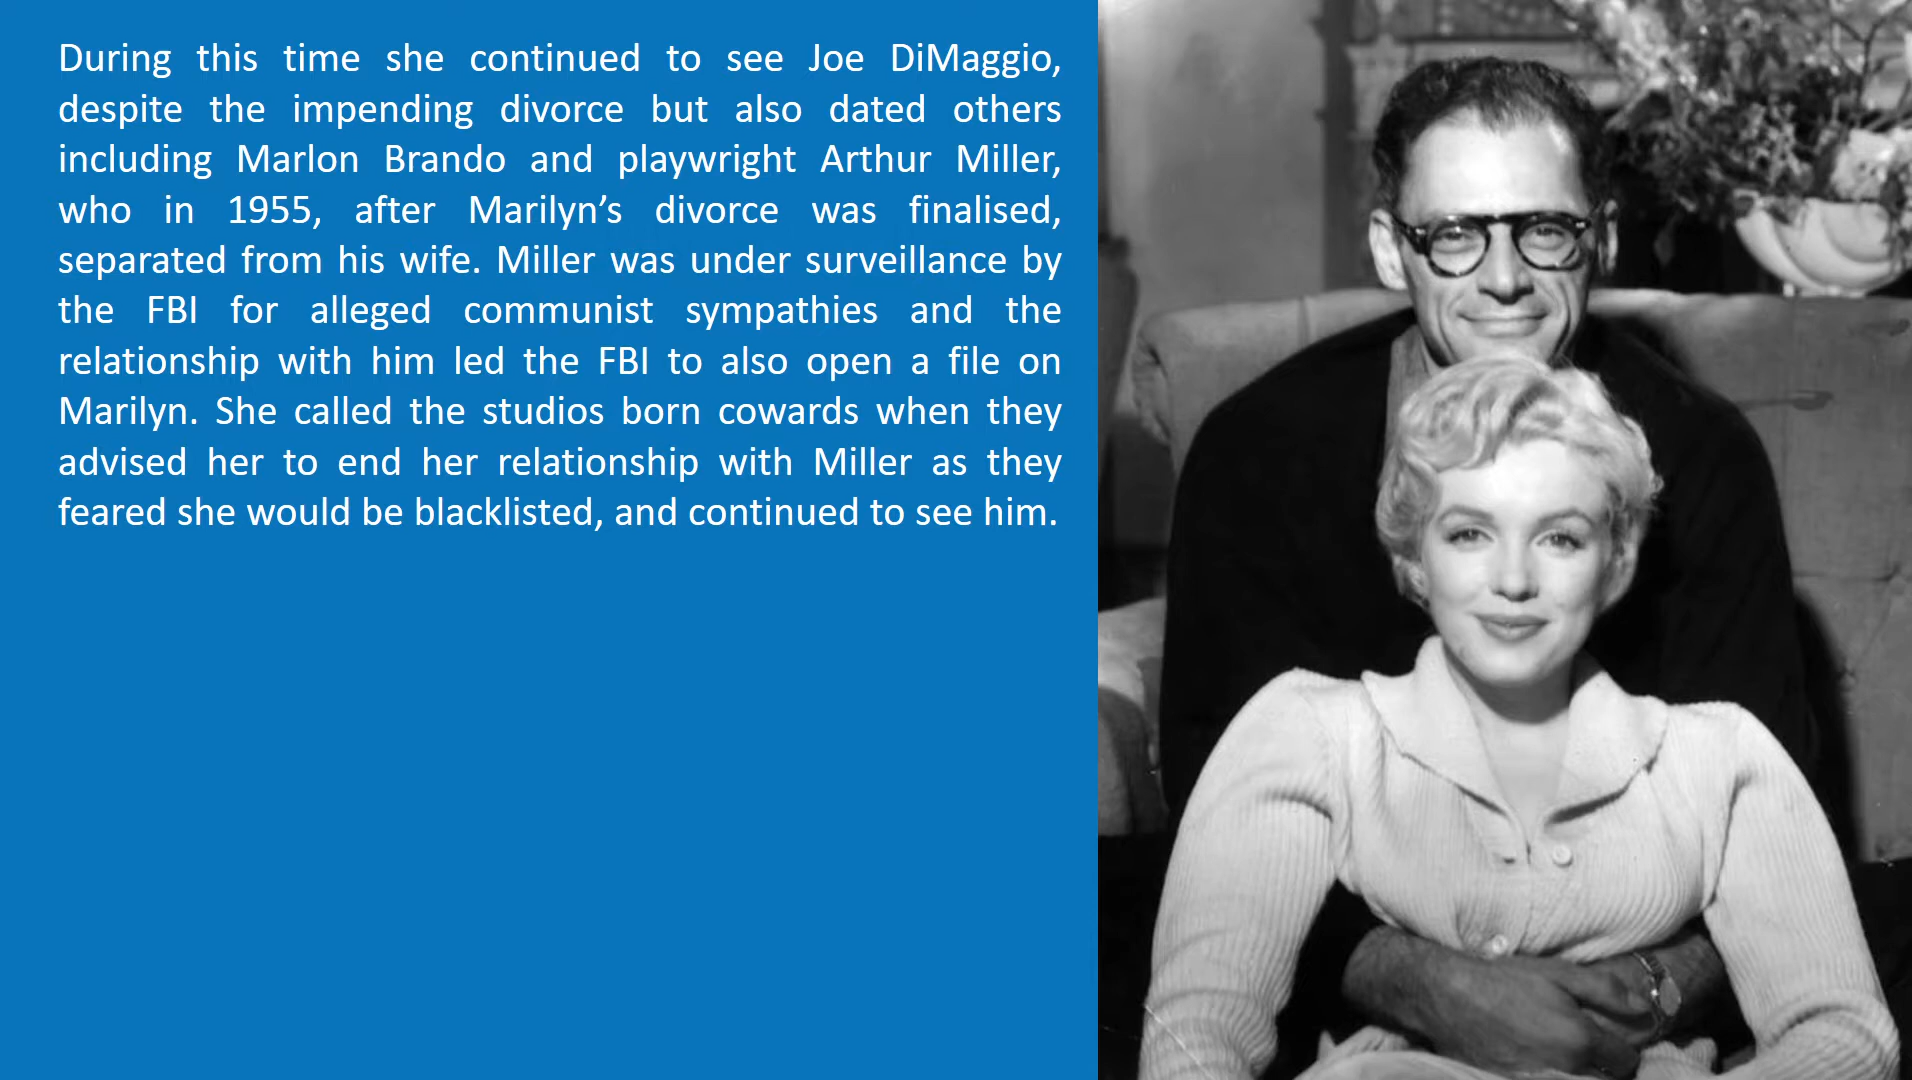 During this time she continued to see Joe DiMaggio,
despite the impending divorce but also dated others
including Marlon Brando and playwright Arthur Miller,
who in 1955, after Marilyn’s divorce was finalised,
separated from his wife. Miller was under surveillance by
the FBI for alleged communist sympathies and the
relationship with him led the FBI to also open a file on
Marilyn. She called the studios born cowards when they
advised her to end her relationship with Miller as they
feared she would be blacklisted, and continued to see him.